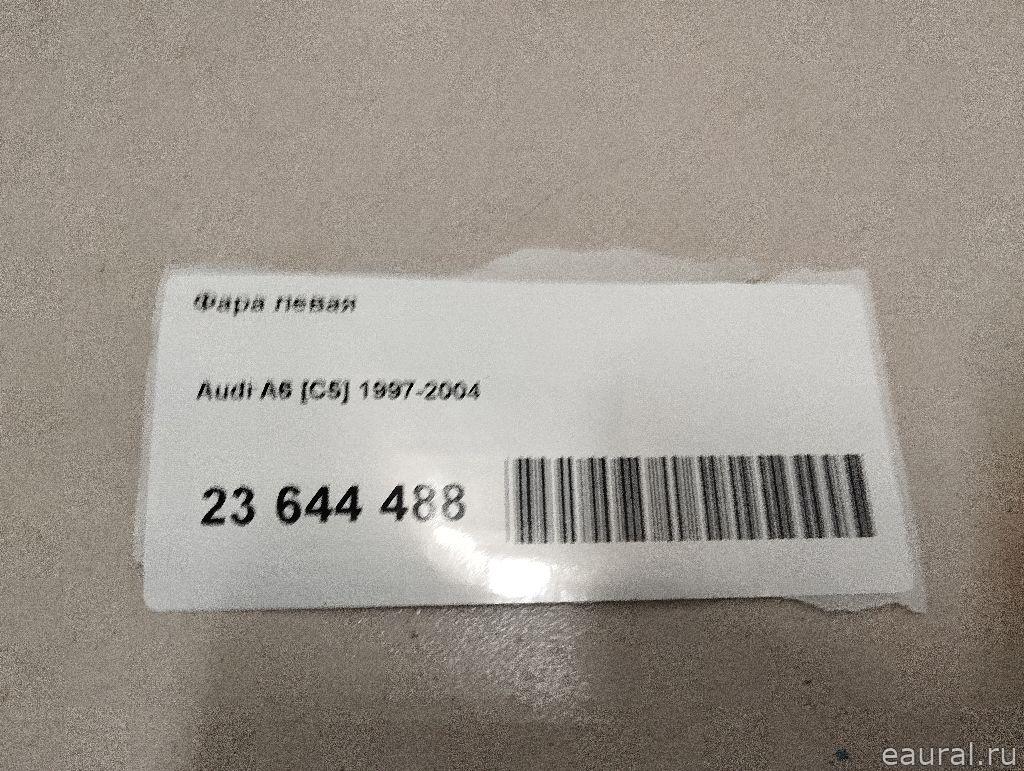 Фара левая
Audi A6 [C5] 1997-2004
23 644 488
eaural.ru